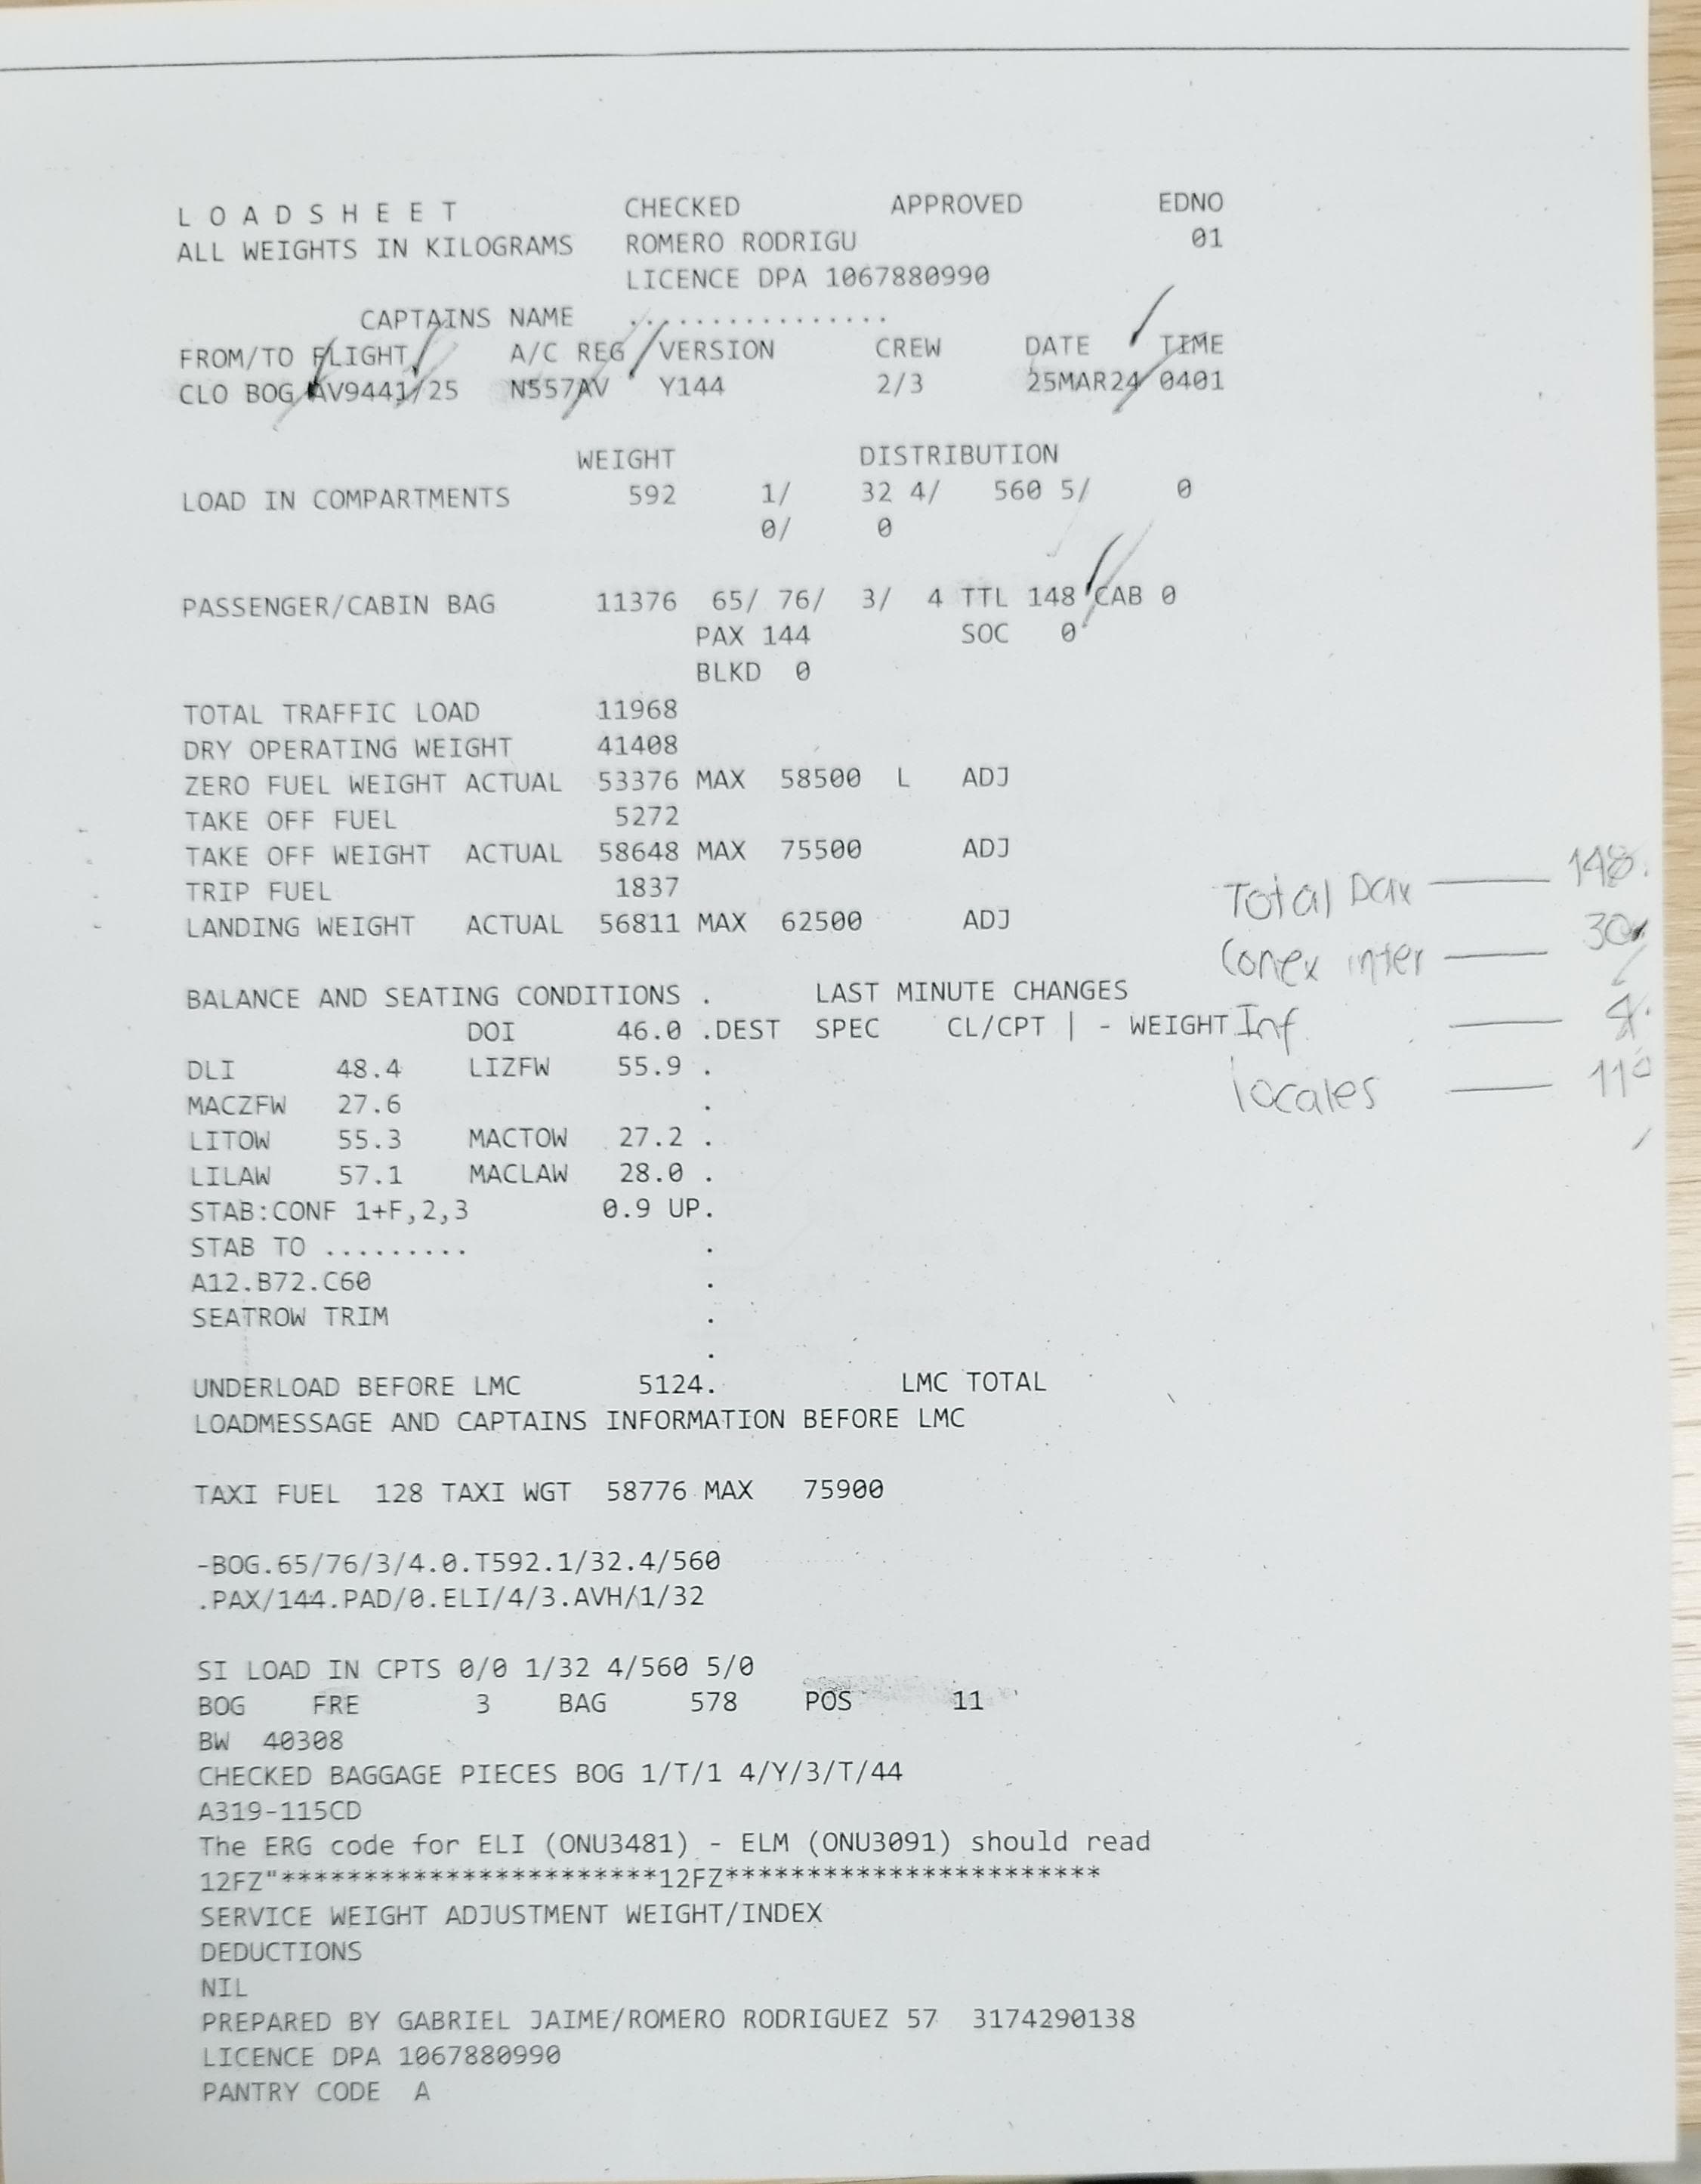 L O A D S H E E T CHECKED APPROVED EDNO
ALL WEIGHTS IN KILOGRAMS ROMERO RODRIGU 01
LICENCE DPA 1067880990
CAPTAINS NAME ................
FROM/TO FLIGHT A/C REG VERSION CREW DATE TIME
CLO BOG AV9441/25 N557AV Y144 2/3 25MAR24 0401
WEIGHT DISTRIBUTION
LOAD IN COMPARTMENTS 592 1/ 32 4/ 560 5/ 0
0/ 0
PASSENGER/CABIN BAG 11376 65/ 76/ 3/ 4 TTL 148 CAB 0
PAX 144 SOC 0
BLKD 0
TOTAL TRAFFIC LOAD 11968
DRY OPERATING WEIGHT 41408
ZERO FUEL WEIGHT ACTUAL 53376 MAX 58500 L ADJ
TAKE OFF FUEL 5272
TAKE OFF WEIGHT ACTUAL 58648 MAX 75500 ADJ
TRIP FUEL 1837
LANDING WEIGHT ACTUAL 56811 MAX 62500 ADJ
Total Pax — 148.
Conex inter — 30
Inf —
locales —
BALANCE AND SEATING CONDITIONS . LAST MINUTE CHANGES
DOI 46.0 .DEST SPEC CL/CPT | - WEIGHT
DLI 48.4 LIZFW 55.9 .
MACZFW 27.6 .
LITOW 55.3 MACTOW 27.2 .
LILAW 57.1 MACLAW 28.0 .
STAB:CONF 1+F,2,3 0.9 UP.
STAB TO ......... .
A12.B72.C60 .
SEATROW TRIM .
.
UNDERLOAD BEFORE LMC 5124. LMC TOTAL
LOADMESSAGE AND CAPTAINS INFORMATION BEFORE LMC
TAXI FUEL 128 TAXI WGT 58776 MAX 75900
-BOG.65/76/3/4.0.T592.1/32.4/560
.PAX/144.PAD/0.ELI/4/3.AVH/1/32
SI LOAD IN CPTS 0/0 1/32 4/560 5/0
BOG FRE 3 BAG 578 POS 11
BW 40308
CHECKED BAGGAGE PIECES BOG 1/T/1 4/Y/3/T/44
A319-115CD
The ERG code for ELI (ONU3481) - ELM (ONU3091) should read
12FZ"***********************12FZ***********************
SERVICE WEIGHT ADJUSTMENT WEIGHT/INDEX
DEDUCTIONS
NIL
PREPARED BY GABRIEL JAIME/ROMERO RODRIGUEZ 57 3174290138
LICENCE DPA 1067880990
PANTRY CODE A